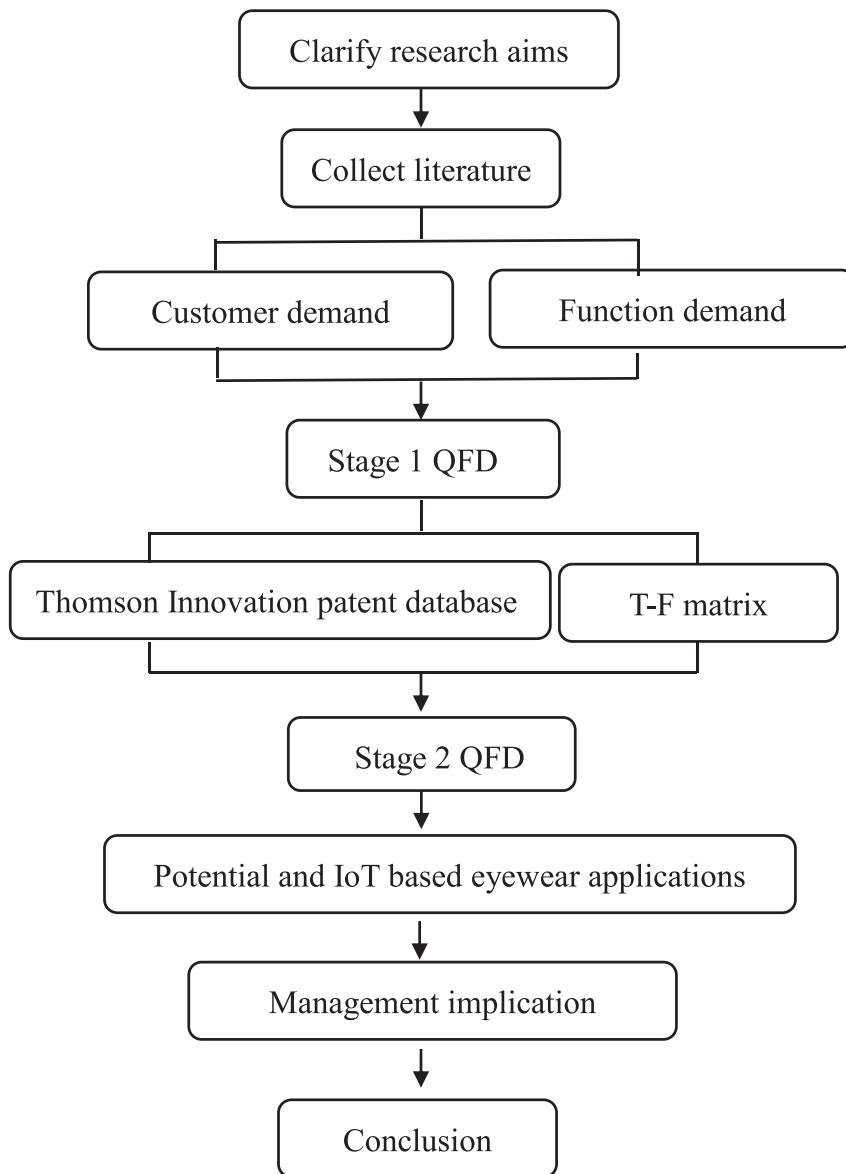 Clarify research aims
Collect literature
Customer demand
Function demand
Stage 1 QFD
Thomson Innovation patent database
T-F matrix
Stage 2 QFD
Potential and IoT based eyewear applications
Management implication
Conclusion